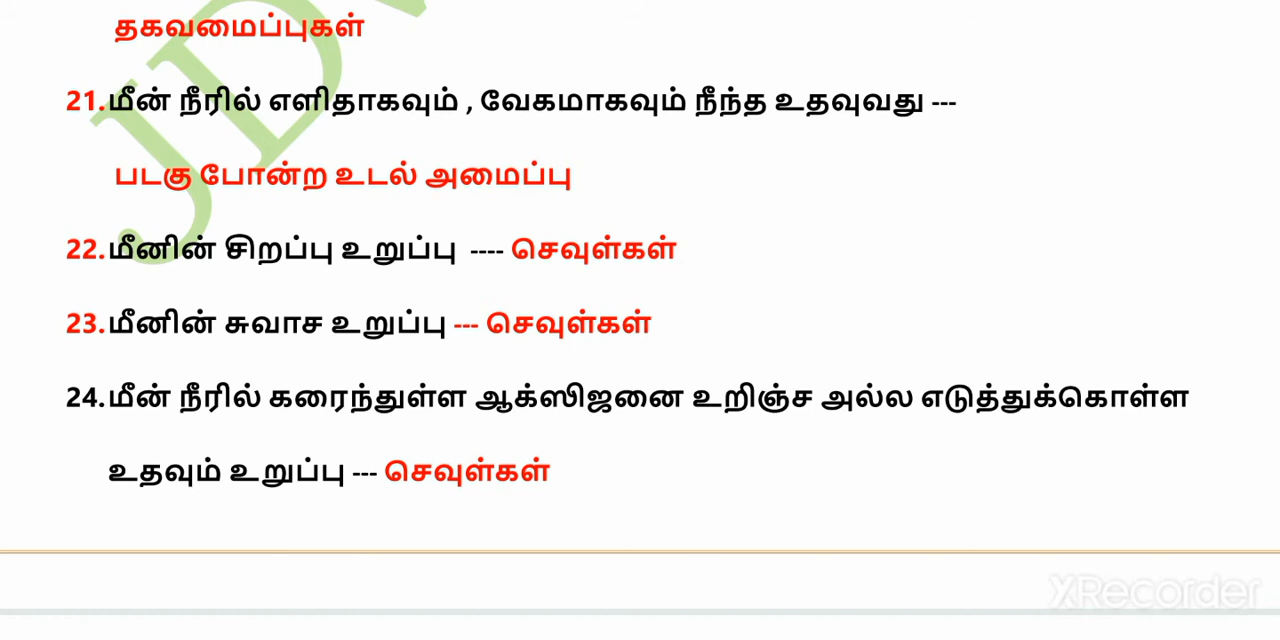 தகவமைப்புகள்
21.மீன் நீரில் எளிதாகவும் , வேகமாகவும் நீந்த உதவுவது ---
படகு போன்ற உடல் அமைப்பு
22.மீனின் சிறப்பு உறுப்பு ---- செவுள்கள்
23.மீனின் சுவாச உறுப்பு --- செவுள்கள்
24.மீன் நீரில் கரைந்துள்ள ஆக்ஸிஜனை உறிஞ்ச அல்ல எடுத்துக்கொள்ள
உதவும் உறுப்பு --- செவுள்கள்
XRecorder